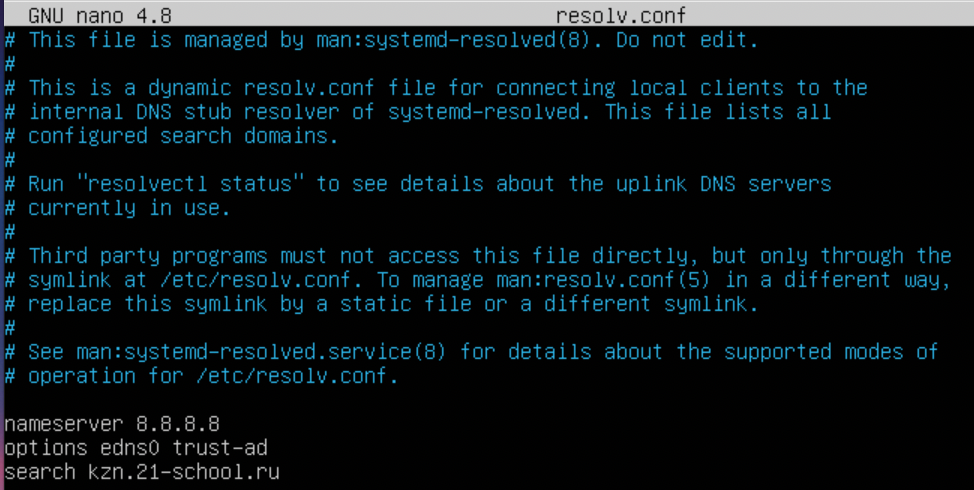 GNU nano 4.8 resolv.conf
# This file is managed by man:systemd-resolved(8). Do not edit.
#
# This is a dynamic resolv.conf file for connecting local clients to the
# internal DNS stub resolver of systemd-resolved. This file lists all
# configured search domains.
#
# Run "resolvectl status" to see details about the uplink DNS servers
# currently in use.
#
# Third party programs must not access this file directly, but only through the
# symlink at /etc/resolv.conf. To manage man:resolv.conf(5) in a different way,
# replace this symlink by a static file or a different symlink.
#
# See man:systemd-resolved.service(8) for details about the supported modes of
# operation for /etc/resolv.conf.
nameserver 8.8.8.8
options edns0 trust-ad
search kzn.21-school.ru